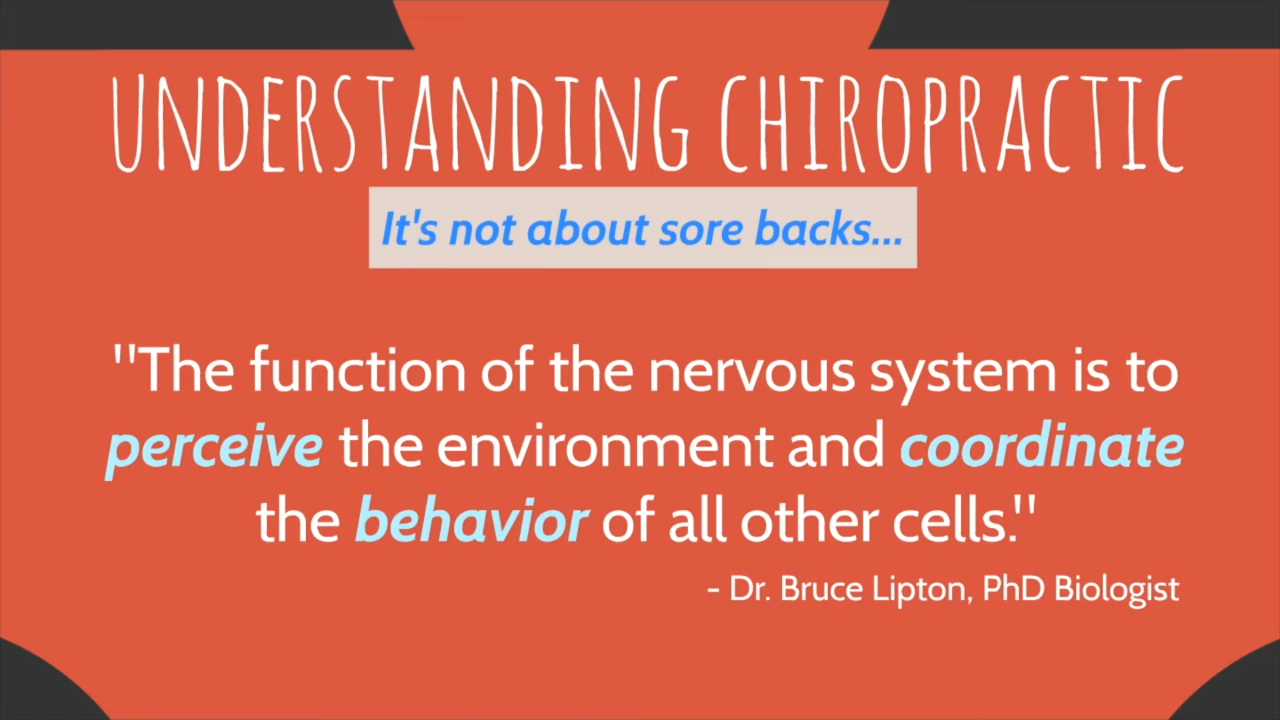 UNDERSTANDING CHIROPRACTIC
It's not about sore backs...
"The function of the nervous system is to
perceive the environment and coordinate
the behavior of all other cells."
- Dr. Bruce Lipton, PhD Biologist